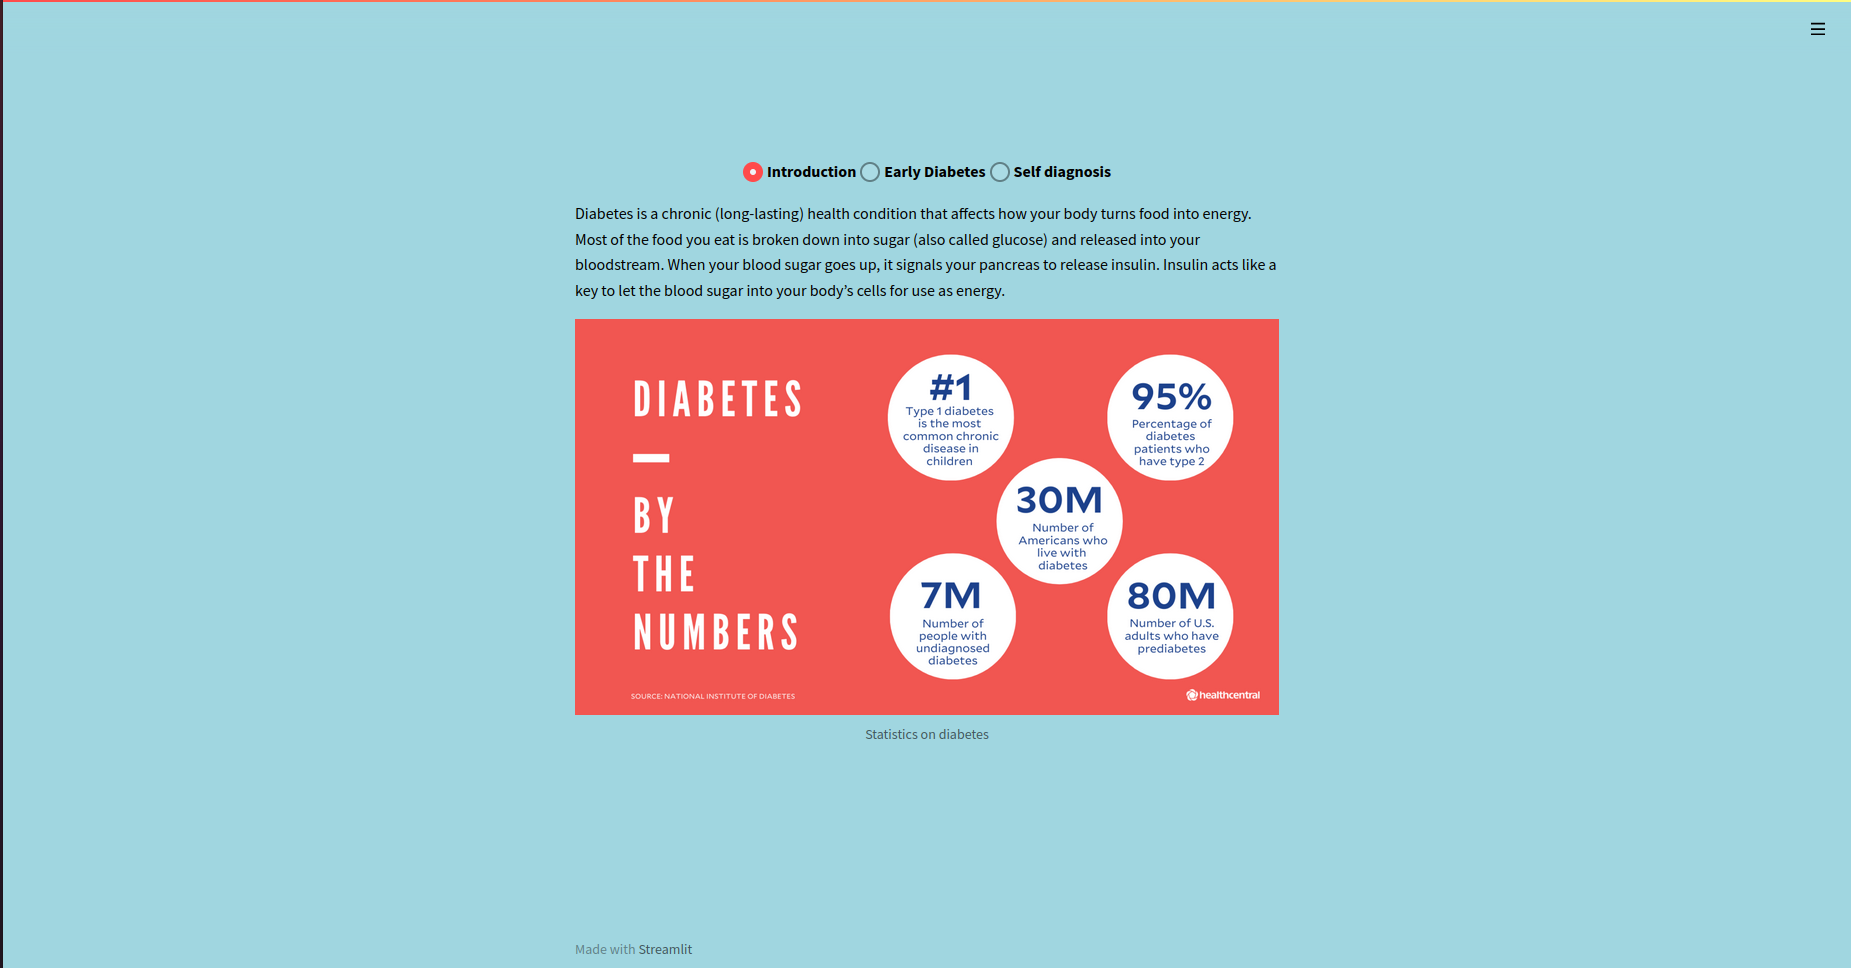 Introduction Early Diabetes Self diagnosis
Diabetes is a chronic (long-lasting) health condition that affects how your body turns food into energy.
Most of the food you eat is broken down into sugar (also called glucose) and released into your
bloodstream. When your blood sugar goes up, it signals your pancreas to release insulin. Insulin acts like a
key to let the blood sugar into your body’s cells for use as energy.
DIABETES
—
BY
THE
NUMBERS
#1
Type 1 diabetes
is the most
common chronic
disease in
children
95%
Percentage of
diabetes
patients who
have type 2
30M
Number of
Americans who
live with
diabetes
7M
Number of
people with
undiagnosed
diabetes
80M
Number of U.S.
adults who have
prediabetes
SOURCE: NATIONAL INSTITUTE OF DIABETES
healthcentral
Statistics on diabetes
Made with Streamlit